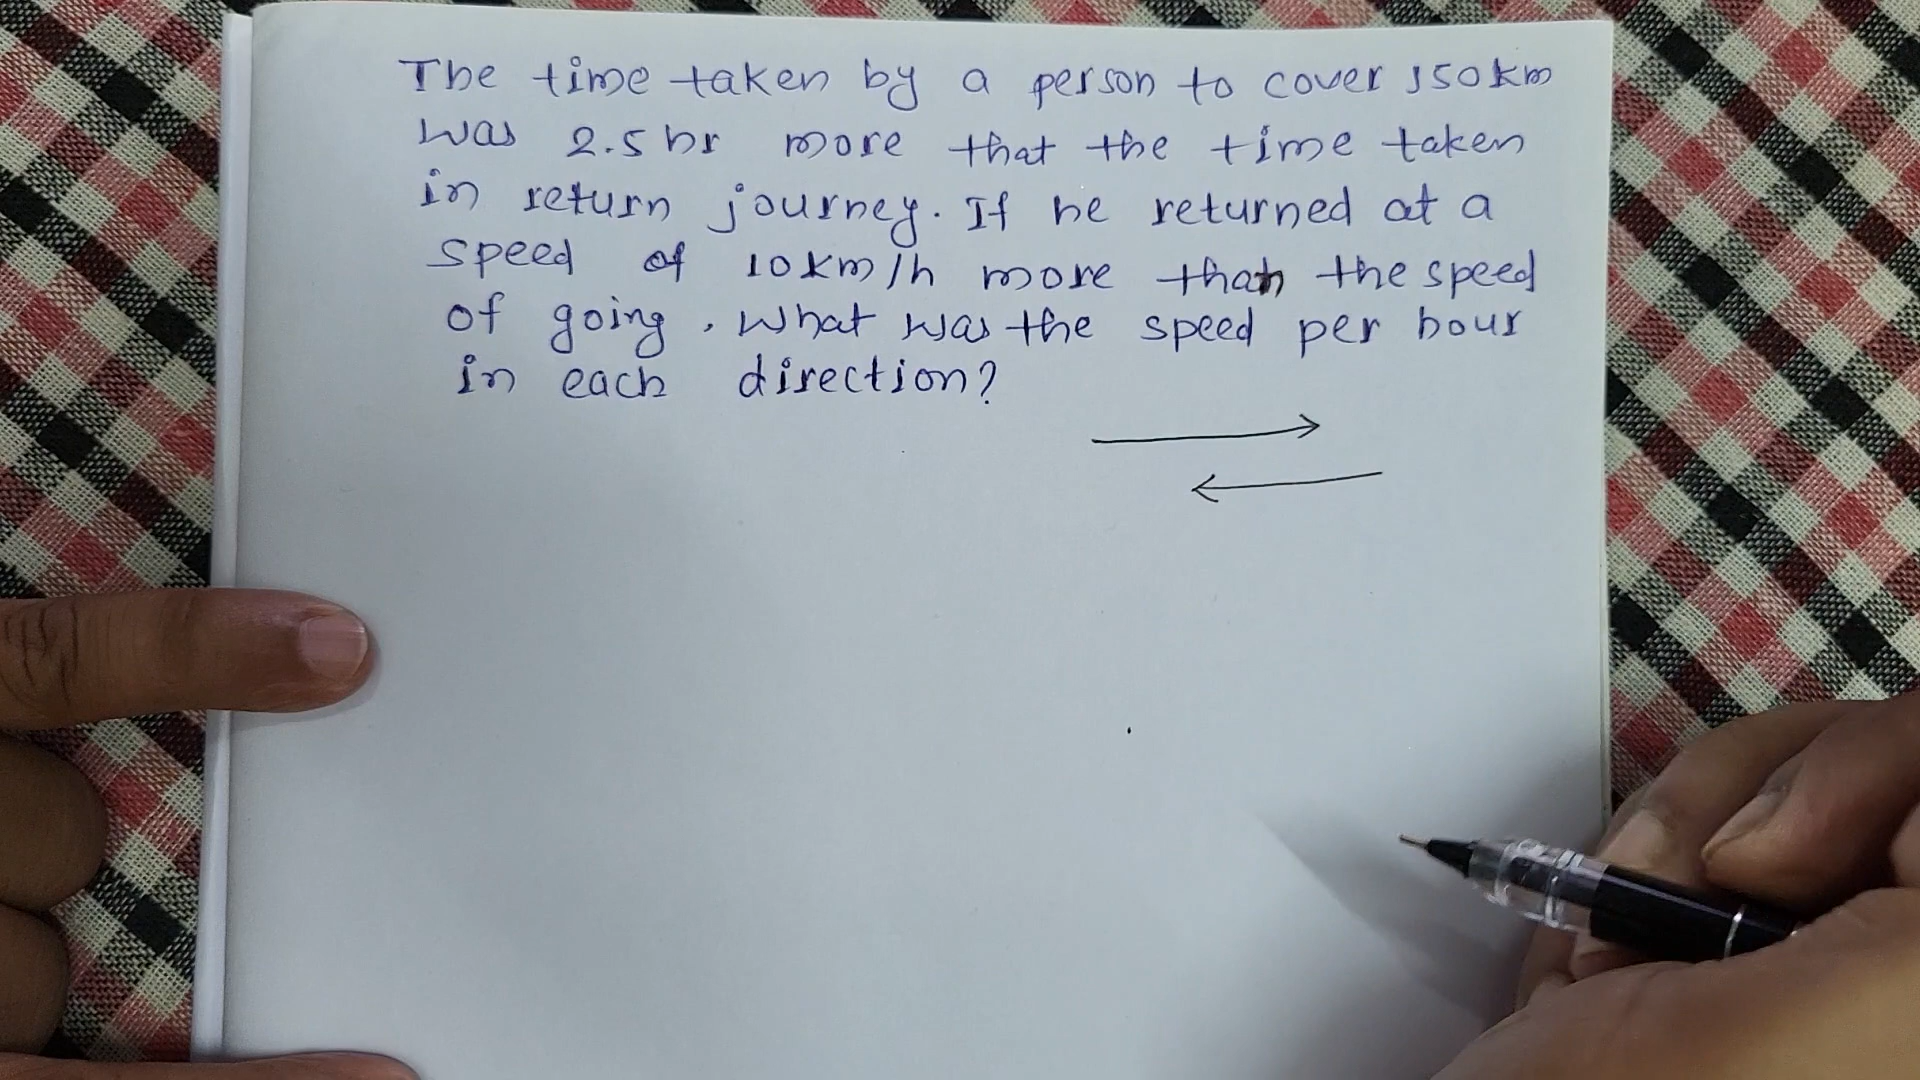 The time taken by a person to cover 150km
was 2.5 hr more that the time taken
in return journey. If he returned at a
speed of 10km/h more than the speed
of going. What was the speed per hour
in each direction?